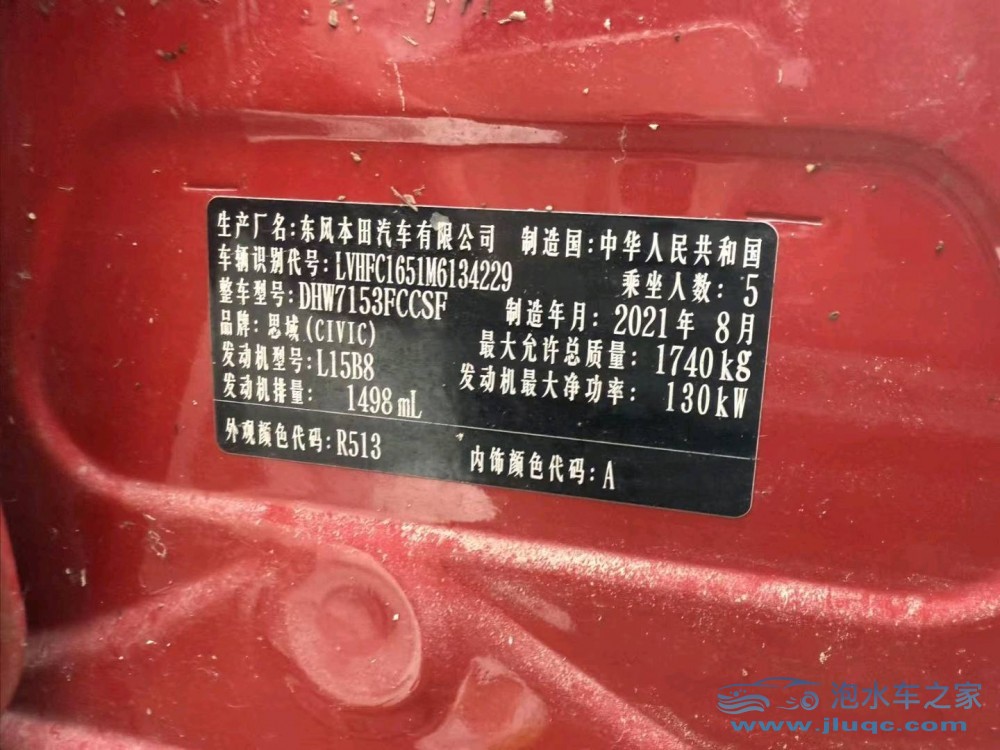 生产厂名:东风本田汽车有限公司 制造国:中华人民共和国
车辆识别代号:LVHFC1651M6134229 乘坐人数:5
整车型号:DHW7153FCCSF 制造年月:2021年8月
品牌:思域(CIVIC) 最大允许总质量:1740kg
发动机型号:L15B8 发动机最大净功率:130kW
发动机排量: 1498mL
外观颜色代码:R513 内饰颜色代码:A
泡水车之家
www.jluqc.com